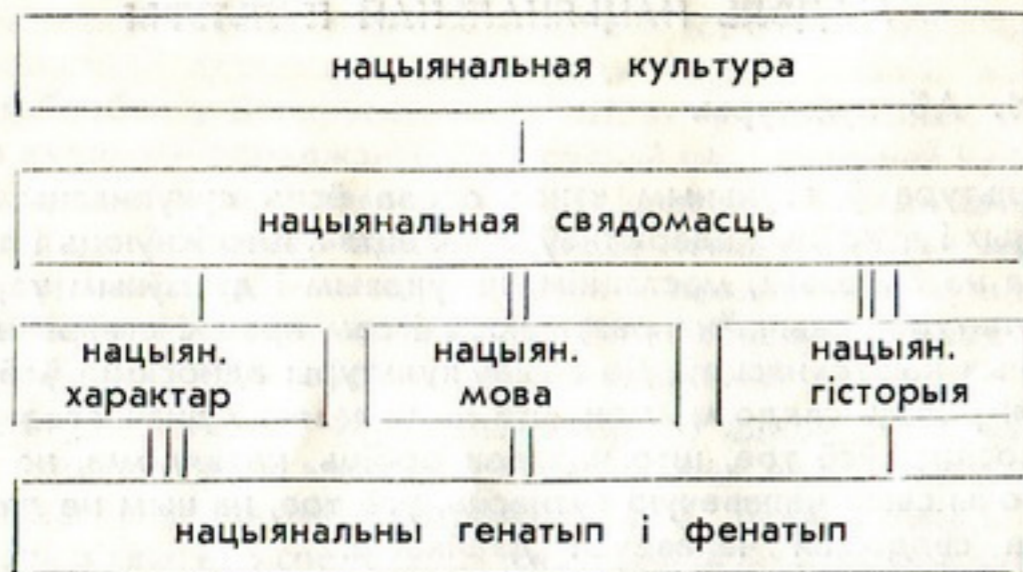 нацыянальная культура
нацыянальная свядомасць
нацыян. нацыян. нацыян.
характар мова гісторыя
нацыянальны генатып і фенатып